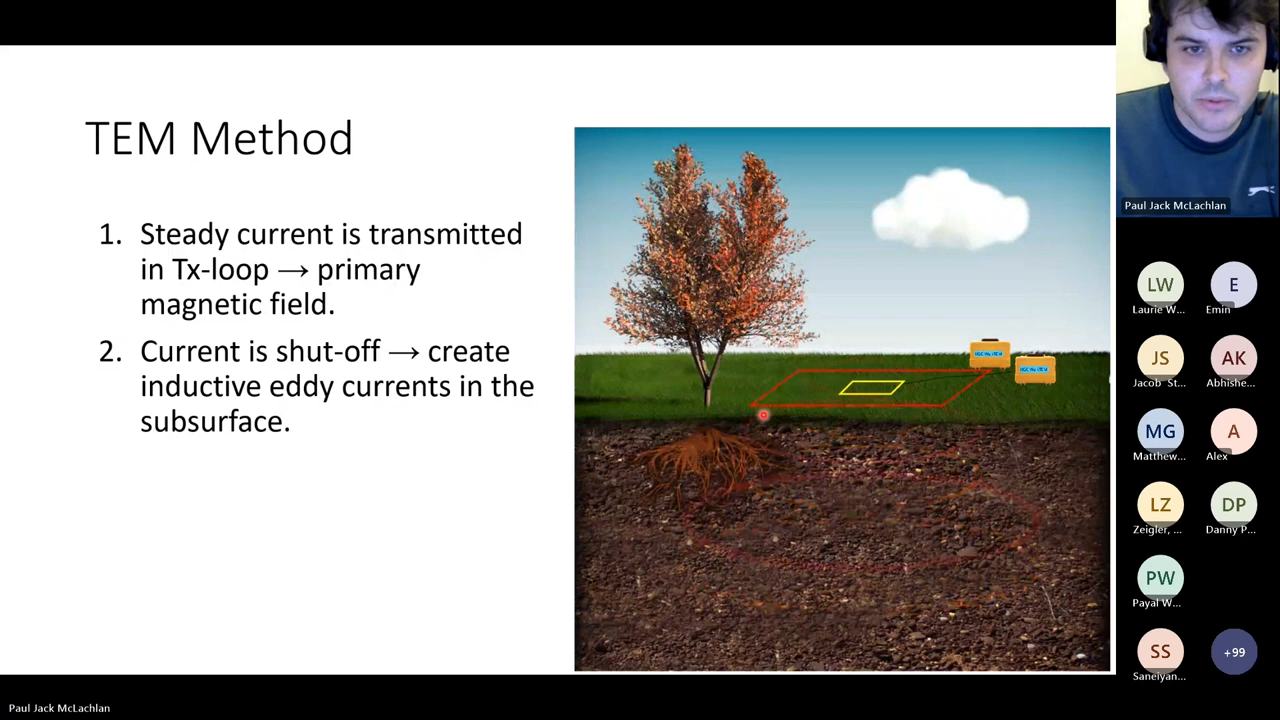 TEM Method
1. Steady current is transmitted
in Tx-loop → primary
magnetic field.
2. Current is shut-off → create
inductive eddy currents in the
subsurface.
Paul Jack McLachlan
LW
Laurie W...
E
Emin
JS
Jacob St...
AK
Abhishe...
MG
Matthew...
A
Alex
LZ
Zeigler, ...
DP
Danny P...
PW
Payal W...
SS
Saneiyan...
+99
Paul Jack McLachlan